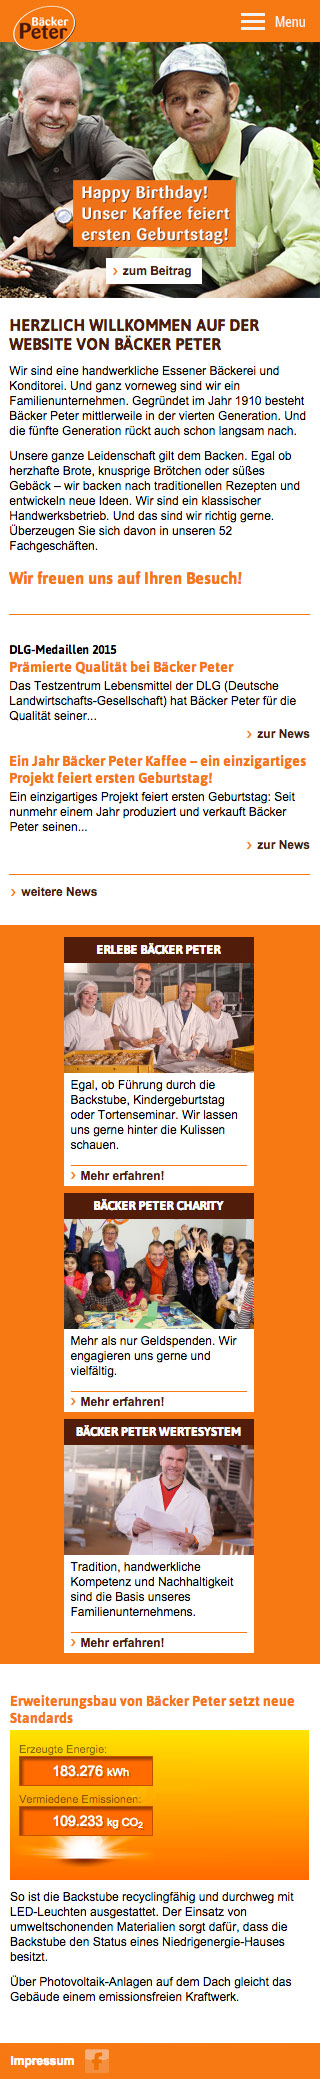 Bäcker
Peter
Menu
Happy Birthday!
Unser Kaffee feiert
ersten Geburtstag!
› zum Beitrag
HERZLICH WILLKOMMEN AUF DER
WEBSITE VON BÄCKER PETER
Wir sind eine handwerkliche Essener Bäckerei und
Konditorei. Und ganz vorneweg sind wir ein
Familienunternehmen. Gegründet im Jahr 1910 besteht
Bäcker Peter mittlerweile in der vierten Generation. Und
die fünfte Generation rückt auch schon langsam nach.
Unsere ganze Leidenschaft gilt dem Backen. Egal ob
herzhafte Brote, knusprige Brötchen oder süßes
Gebäck – wir backen nach traditionellen Rezepten und
entwickeln neue Ideen. Wir sind ein klassischer
Handwerksbetrieb. Und das sind wir richtig gerne.
Überzeugen Sie sich davon in unseren 52
Fachgeschäften.
Wir freuen uns auf Ihren Besuch!
DLG-Medaillen 2015
Prämierte Qualität bei Bäcker Peter
Das Testzentrum Lebensmittel der DLG (Deutsche
Landwirtschafts-Gesellschaft) hat Bäcker Peter für die
Qualität seiner...
› zur News
Ein Jahr Bäcker Peter Kaffee – ein einzigartiges
Projekt feiert ersten Geburtstag!
Ein einzigartiges Projekt feiert ersten Geburtstag: Seit
nunmehr einem Jahr produziert und verkauft Bäcker
Peter seinen...
› zur News
› weitere News
ERLEBE BÄCKER PETER
Egal, ob Führung durch die
Backstube, Kindergeburtstag
oder Tortenseminar. Wir lassen
uns gerne hinter die Kulissen
schauen.
› Mehr erfahren!
BÄCKER PETER CHARITY
Mehr als nur Geldspenden. Wir
engagieren uns gerne und
vielfältig.
› Mehr erfahren!
BÄCKER PETER WERTESYSTEM
Tradition, handwerkliche
Kompetenz und Nachhaltigkeit
sind die Basis unseres
Familienunternehmens.
› Mehr erfahren!
Erweiterungsbau von Bäcker Peter setzt neue
Standards
Erzeugte Energie:
183.276 kWh
Vermiedene Emissionen:
109.233 kg CO₂
So ist die Backstube recyclingfähig und durchweg mit
LED-Leuchten ausgestattet. Der Einsatz von
umweltschonenden Materialien sorgt dafür, dass die
Backstube den Status eines Niedrigenergie-Hauses
besitzt.
Über Photovoltaik-Anlagen auf dem Dach gleicht das
Gebäude einem emissionsfreien Kraftwerk.
Impressum f